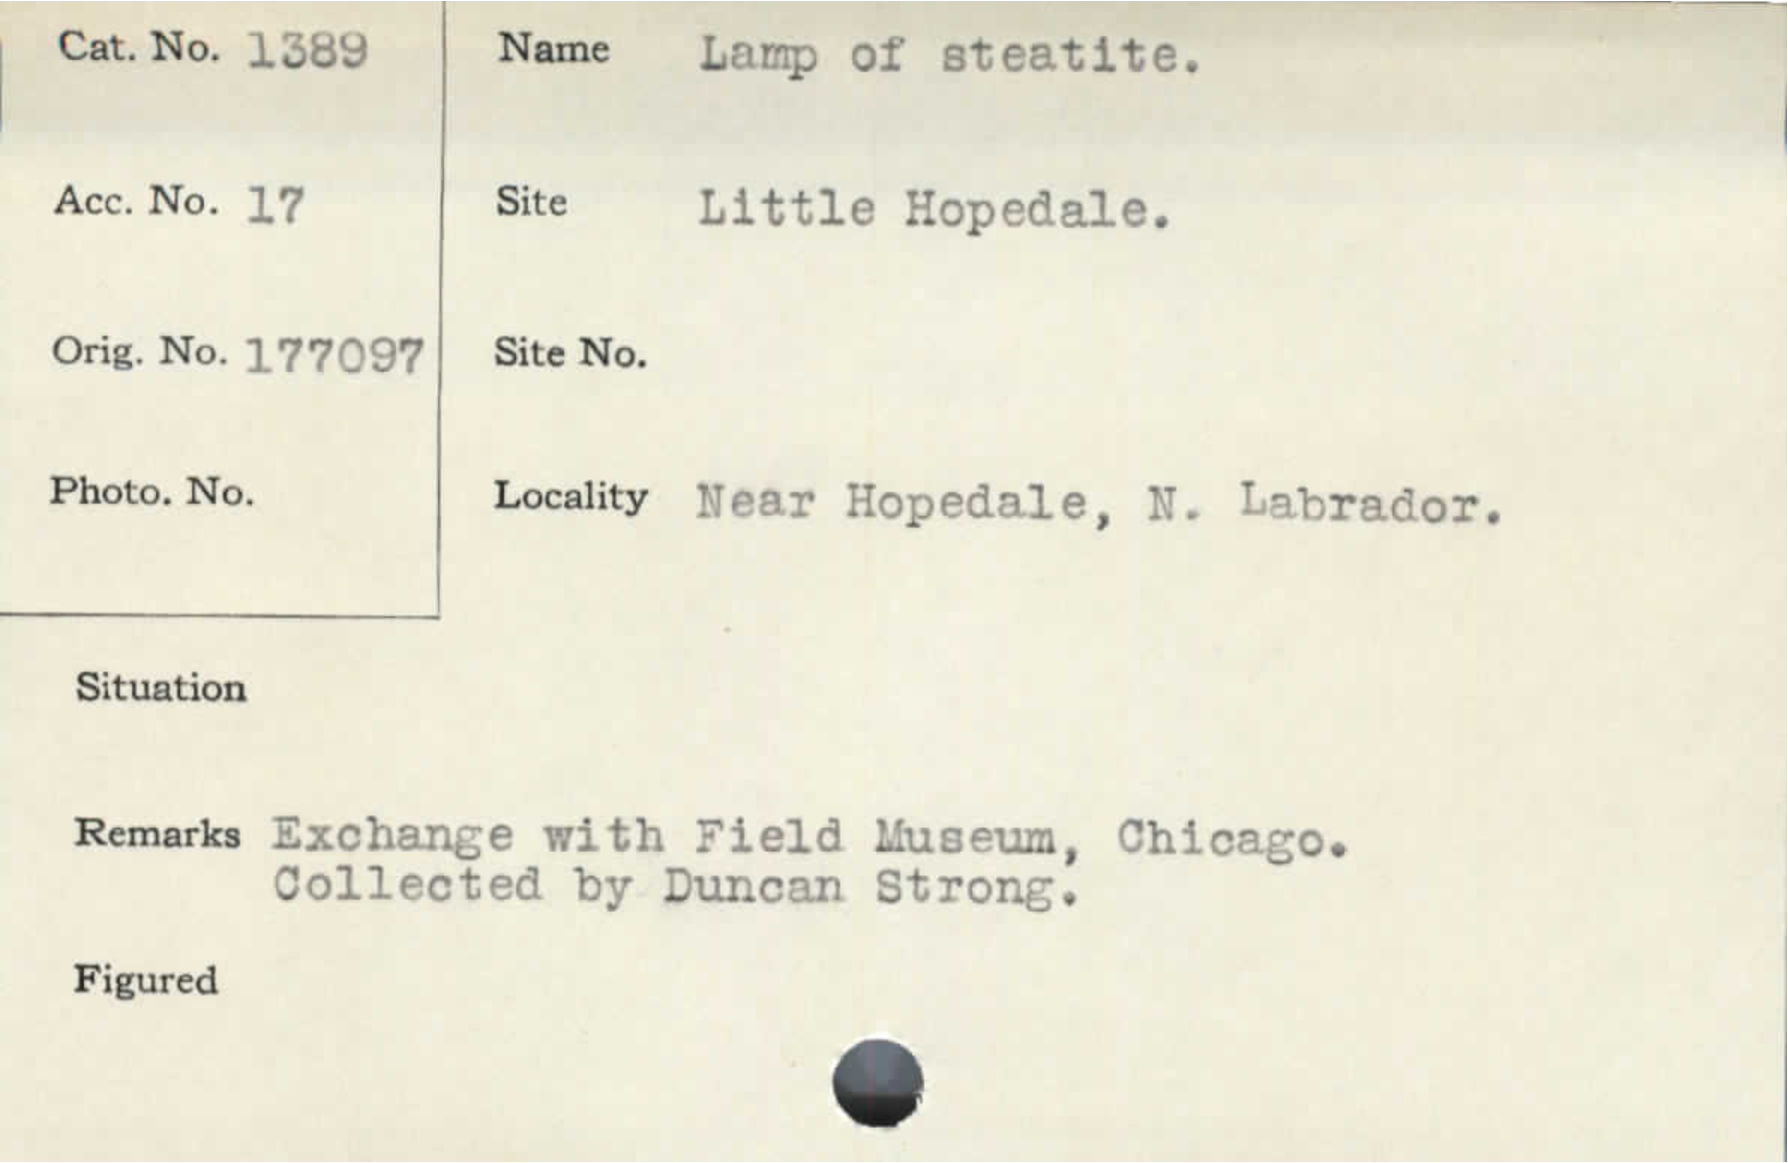 Cat. No. 1389
Name Lamp of steatite.
Acc. No. 17
Site Little Hopedale.
Orig. No. 177097
Site No.
Photo. No.
Locality Near Hopedale, N. Labrador.
Situation
Remarks Exchange with Field Museum, Chicago.
Collected by Duncan Strong.
Figured